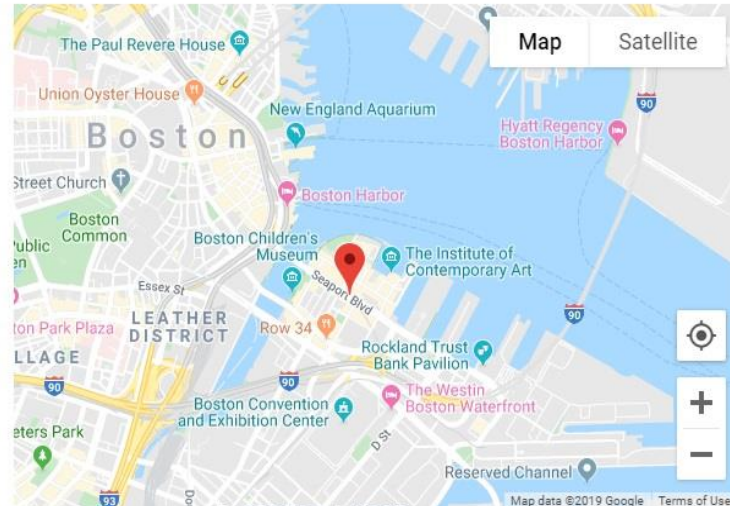 Map
Satellite
The Paul Revere House
Union Oyster House
90
New England Aquarium
Hyatt Regency
Boston Harbor
Boston
Street Church
Boston Harbor
Boston
Common
Public
en
Boston Children's
Museum
The Institute of
Contemporary Art
Essex St
Seaport Blvd
LEATHER
DISTRICT
ton Park Plaza
Row 34
90
LLAGE
Rockland Trust
Bank Pavilion
90
90
The Westin
Boston Waterfront
Boston Convention
and Exhibition Center
D St
eters Park
Reserved Channel
93
Map data ©2019 Google
Terms of Use